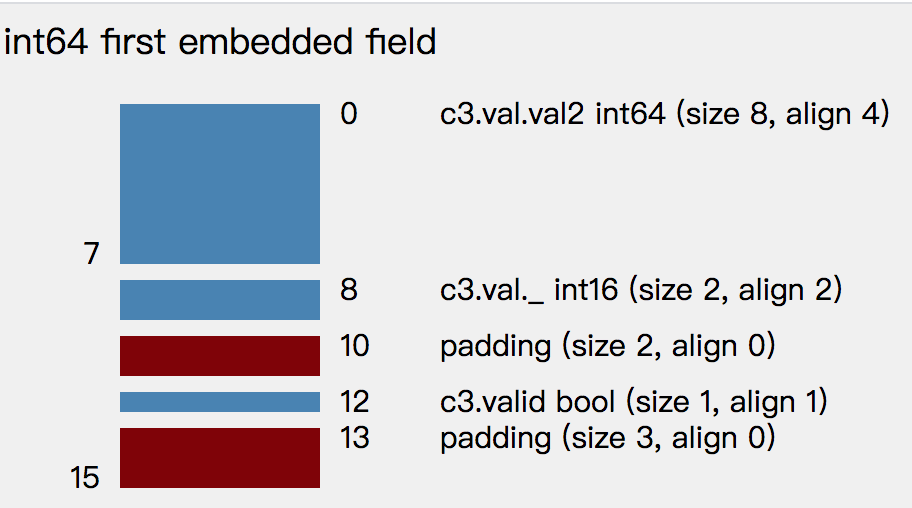 int64 first embedded field
0 c3.val.val2 int64 (size 8, align 4)
7
8 c3.val._ int16 (size 2, align 2)
10 padding (size 2, align 0)
12 c3.valid bool (size 1, align 1)
13 padding (size 3, align 0)
15